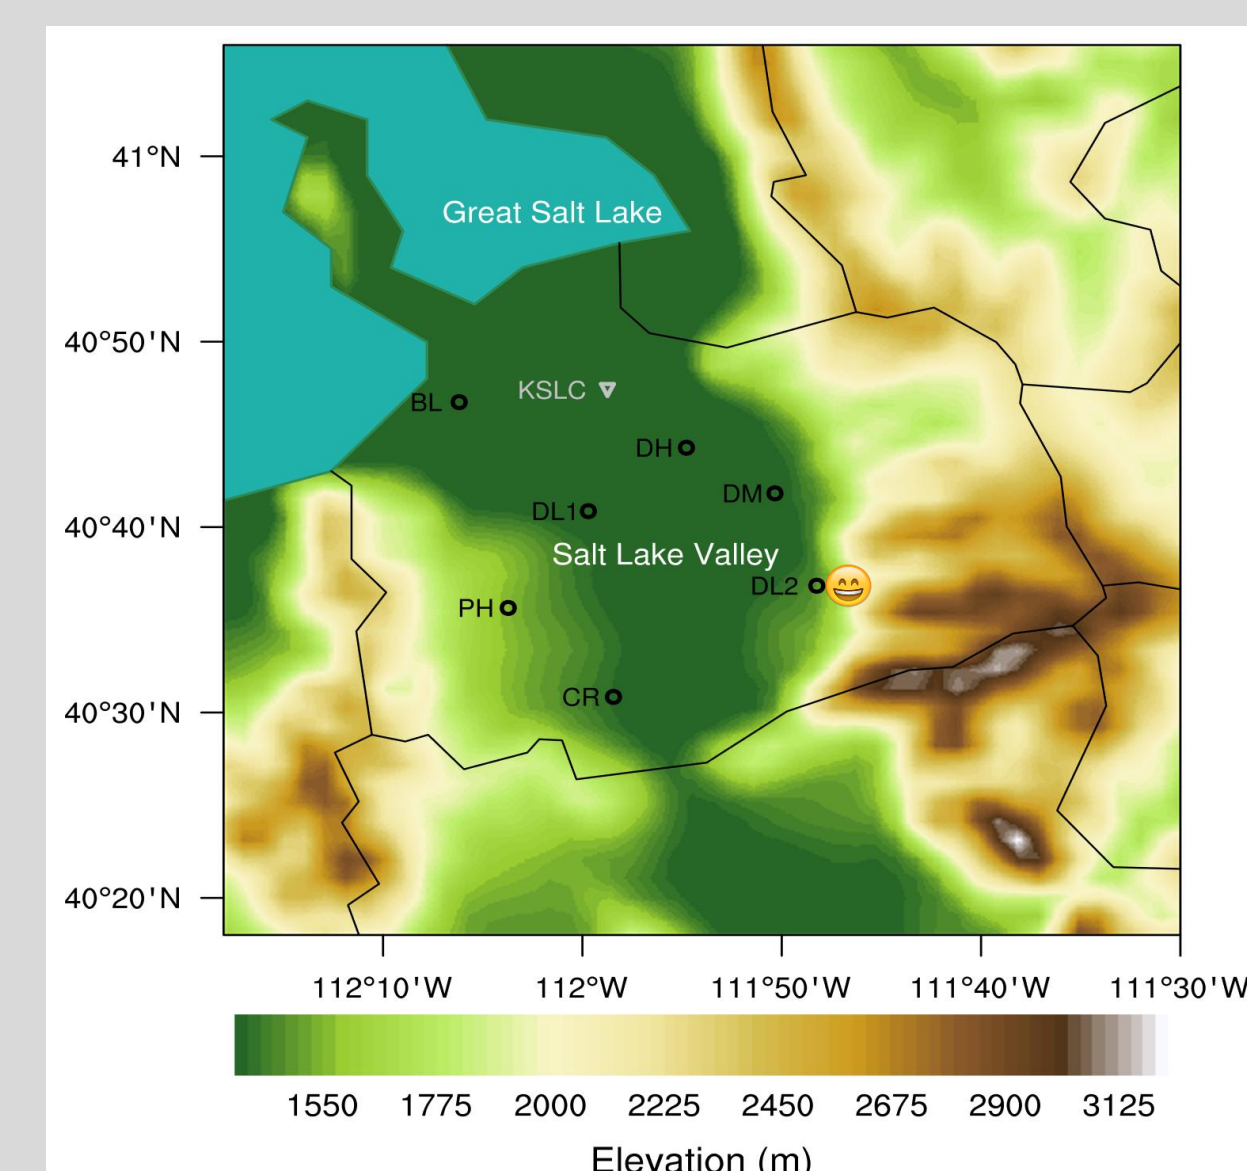 41°N
Great Salt Lake
40°50'N
KSLC
BL
DH
DM
DL1
40°40'N
Salt Lake Valley
DL2
PH
CR
40°30'N
40°20'N
112°10'W 112°W 111°50'W 111°40'W 111°30'W
1550 1775 2000 2225 2450 2675 2900 3125
Elevation (m)